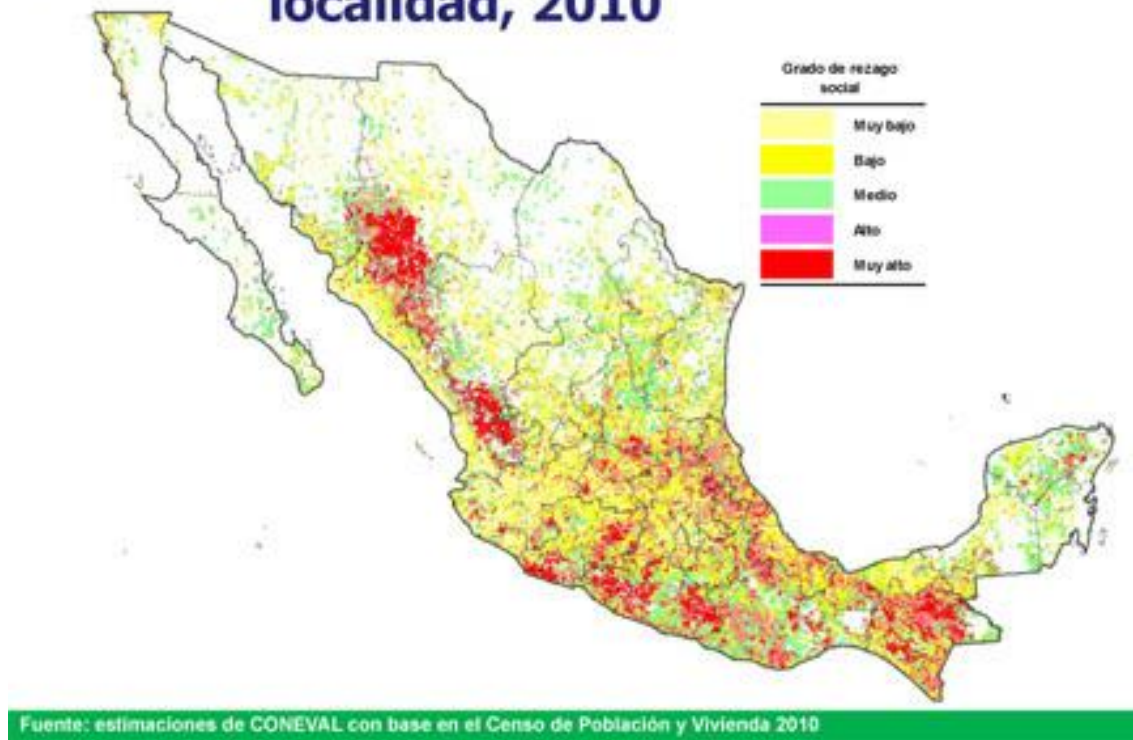 localidad, 2010
Grado de rezago
social
Muy bajo
Bajo
Medio
Alto
Muy alto
Fuente: estimaciones de CONEVAL con base en el Censo de Población y Vivienda 2010